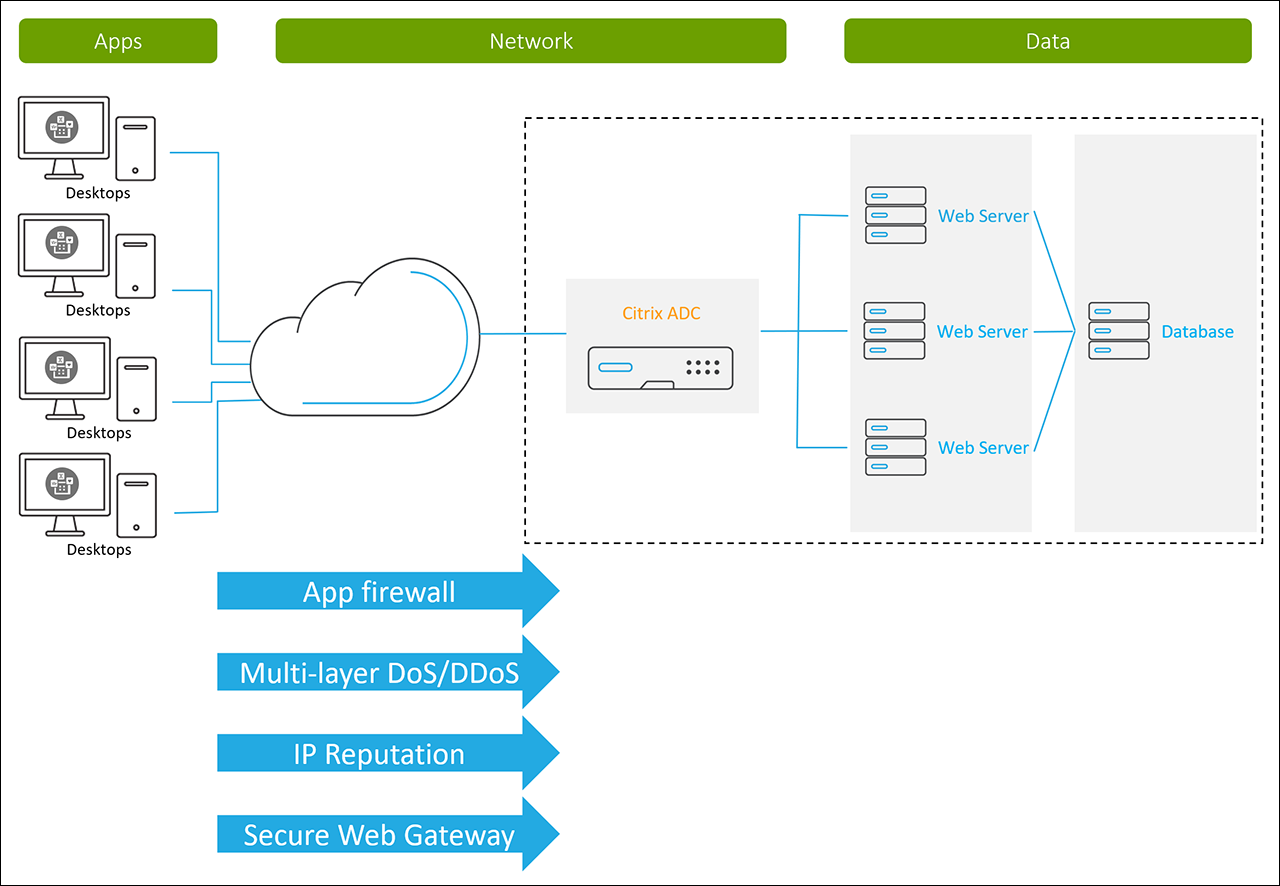 Apps
Network
Data
Desktops
Desktops
Desktops
Desktops
Citrix ADC
Web Server
Web Server
Web Server
Database
App firewall
Multi-layer DoS/DDoS
IP Reputation
Secure Web Gateway